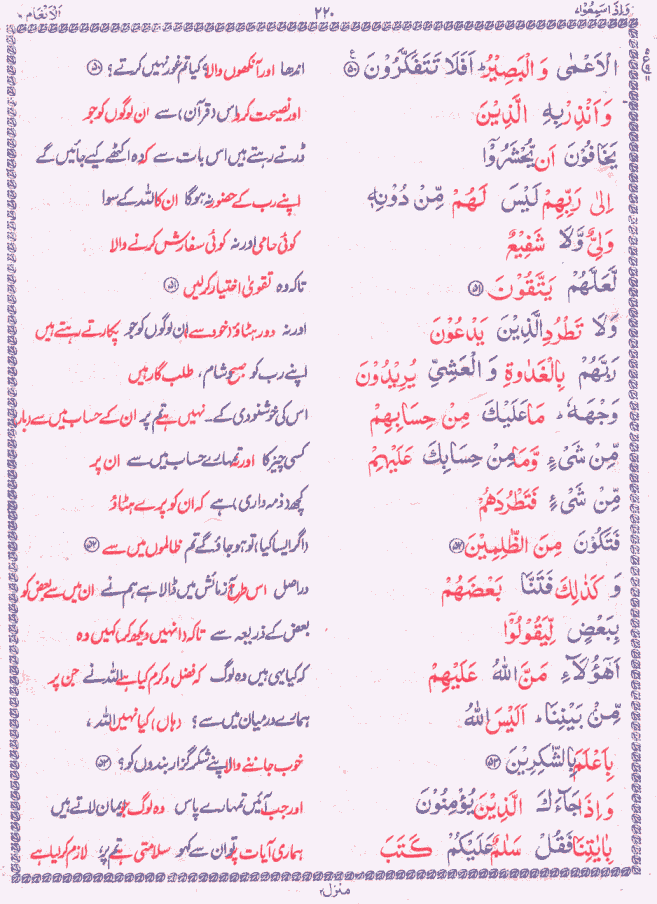 وَاِذَا سَمِعُوْا ۷ ۲۲۰ اَلْاَنْعَام ۶
الْاَعْمٰى وَالْبَصِيْرُ ؕ اَفَلَا تَتَفَكَّرُوْنَ ﴿۵۰﴾ اندھا اور آنکھوں والا؟ کیا تم غور نہیں کرتے؟ ﴿۵۰﴾
وَاَنْذِرْ بِهِ الَّذِيْنَ اور نصیحت کرو اس (قرآن) سے ان لوگوں کو جو
يَخَافُوْنَ اَنْ يُّحْشَرُوْۤا ڈرتے رہتے ہیں اس بات سے کہ وہ اکٹھے کیے جائیں گے
اِلٰى رَبِّهِمْ لَيْسَ لَهُمْ مِّنْ دُوْنِهٖ اپنے رب کے حضور نہ ہوگا ان کا اللہ کے سوا
وَلِيٌّ وَّلَا شَفِيْعٌ کوئی حامی اور نہ کوئی سفارش کرنے والا
لَّعَلَّهُمْ يَتَّقُوْنَ ﴿۵۱﴾ تاکہ وہ تقویٰ اختیار کرلیں ﴿۵۱﴾
وَلَا تَطْرُدِ الَّذِيْنَ يَدْعُوْنَ اور نہ دور ہٹاؤ (خود سے) ان لوگوں کو جو پکارتے رہتے ہیں
رَبَّهُمْ بِالْغَدٰوةِ وَالْعَشِيِّ يُرِيْدُوْنَ اپنے رب کو صبح و شام، طلب گار ہیں
وَجْهَهٗ ؕ مَا عَلَيْكَ مِنْ حِسَابِهِمْ اس کی خوشنودی کے۔ نہیں ہے تم پر ان کے حساب میں سے (بار)
مِّنْ شَيْءٍ وَّمَا مِنْ حِسَابِكَ عَلَيْهِمْ کسی چیز کا اور نہ تمہارے حساب میں سے ان پر
مِّنْ شَيْءٍ فَتَطْرُدَهُمْ کچھ (ذمہ داری) ہے کہ ان کو پرے ہٹاؤ
فَتَكُوْنَ مِنَ الظّٰلِمِيْنَ ﴿۵۲﴾ (اگر ایسا کیا) تو ہو جاؤ گے تم ظالموں میں سے ﴿۵۲﴾
وَكَذٰلِكَ فَتَنَّا بَعْضَهُمْ دراصل اس طرح آزمائش میں ڈالا ہے ہم نے ان میں سے بعض کو
بِبَعْضٍ لِّيَقُوْلُوْۤا بعض کے ذریعہ سے تاکہ (انہیں دیکھ کر) کہیں وہ
اَهٰۤؤُلَآءِ مَنَّ اللّٰهُ عَلَيْهِمْ کہ کیا یہی ہیں وہ لوگ کہ فضل و کرم کیا ہے اللہ نے جن پر
مِّنْۢ بَيْنِنَا ؕ اَلَيْسَ اللّٰهُ ہمارے درمیان میں سے؟ (ہاں) کیا نہیں اللہ،
بِاَعْلَمَ بِالشّٰكِرِيْنَ ﴿۵۳﴾ خوب جاننے والا اپنے شکر گزار بندوں کو؟ ﴿۵۳﴾
وَاِذَا جَآءَكَ الَّذِيْنَ يُؤْمِنُوْنَ اور جب آئیں تمہارے پاس وہ لوگ جو ایمان لاتے ہیں
بِاٰيٰتِنَا فَقُلْ سَلٰمٌ عَلَيْكُمْ كَتَبَ ہماری آیات پر تو ان سے کہو سلامتی ہے تم پر، لازم کرلیا ہے
منزل ۲